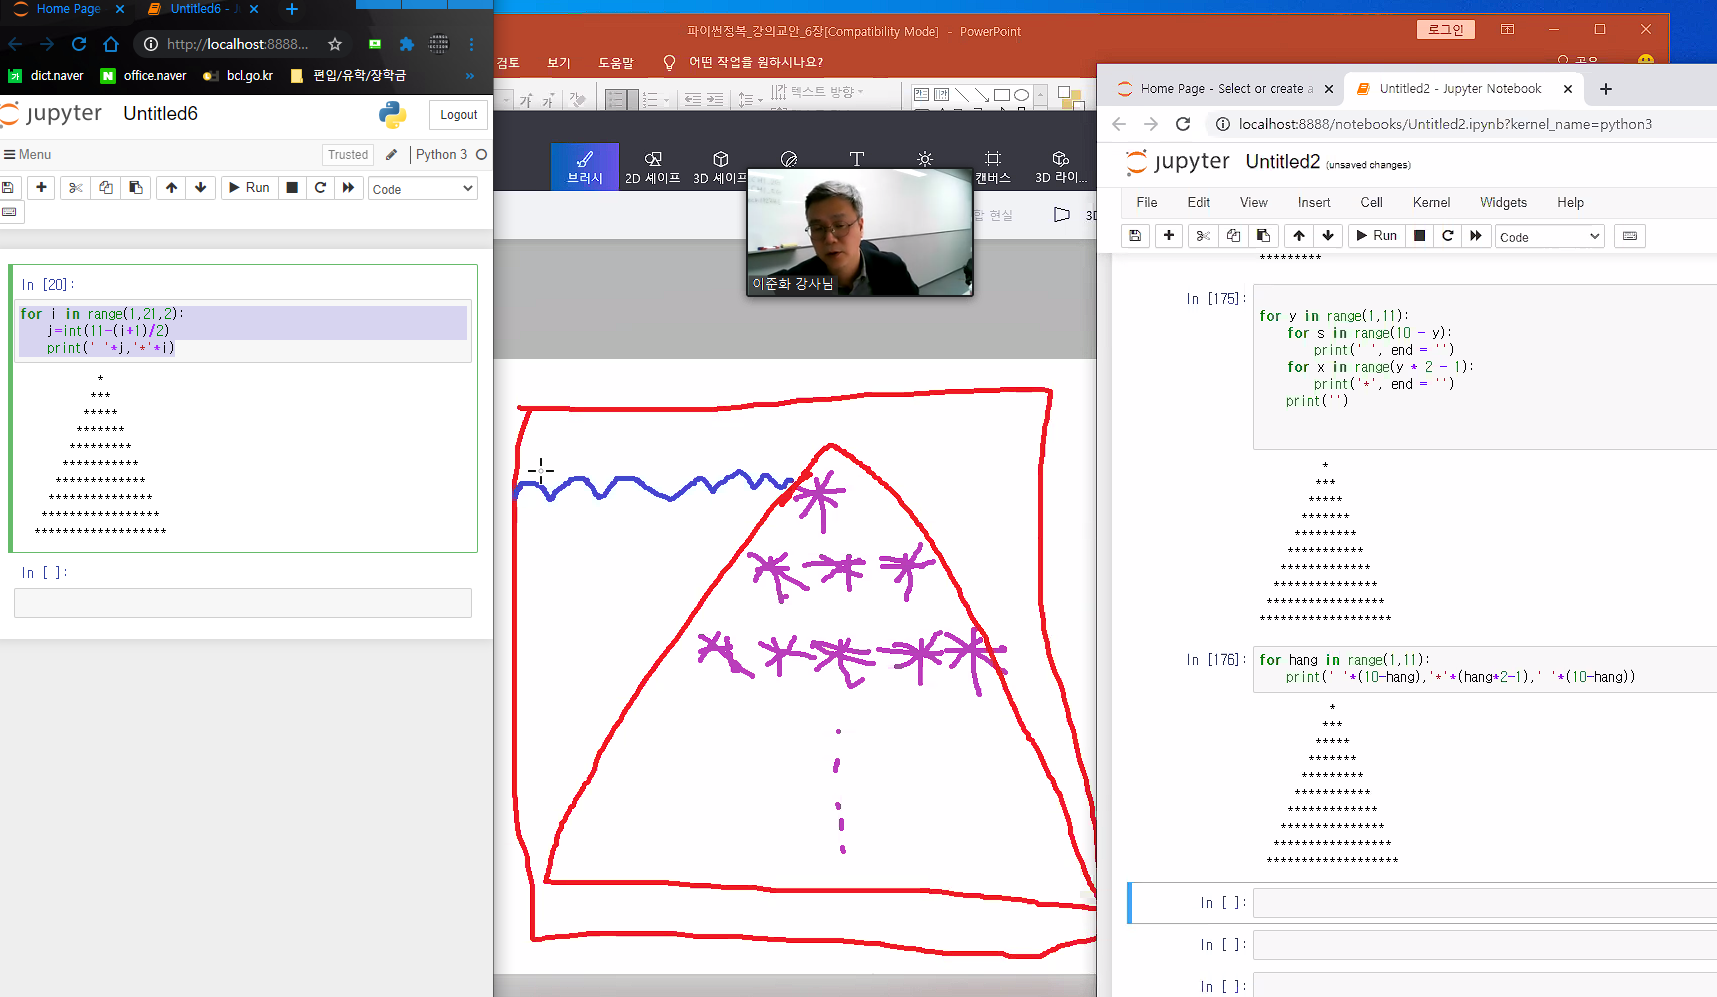 Home Page
Untitled6 - J
http://localhost:8888...
dict.naver
office.naver
bcl.go.kr
편입/유학/장학금
»
jupyter
Untitled6
Logout
Menu
Trusted
Python 3
Run
Code
In [20]:
for i in range(1,21,2):
    j=int(11-(i+1)/2)
    print(' '*j,'*'*i)
*
***
*****
*******
*********
***********
*************
***************
*****************
*******************
In [ ]:
파이썬정복_강의교안_6장[Compatibility Mode] - PowerPoint
로그인
검토
보기
도움말
어떤 작업을 원하시나요?
공유
텍스트 방향
브러시
2D 셰이프
3D 셰이프
캔버스
3D 라이...
합 현실
3D
이준화 강사님
Home Page - Select or create a
Untitled2 - Jupyter Notebook
localhost:8888/notebooks/Untitled2.ipynb?kernel_name=python3
jupyter
Untitled2 (unsaved changes)
File
Edit
View
Insert
Cell
Kernel
Widgets
Help
Run
Code
*********
In [175]:
for y in range(1,11):
    for s in range(10 - y):
        print(' ', end = '')
    for x in range(y * 2 - 1):
        print('*', end = '')
    print('')
*
***
*****
*******
*********
***********
*************
***************
*****************
*******************
In [176]:
for hang in range(1,11):
    print(' '*(10-hang),'*'*(hang*2-1),' '*(10-hang))
*
***
*****
*******
*********
***********
*************
***************
*****************
*******************
In [ ]:
In [ ]:
In [ ]: